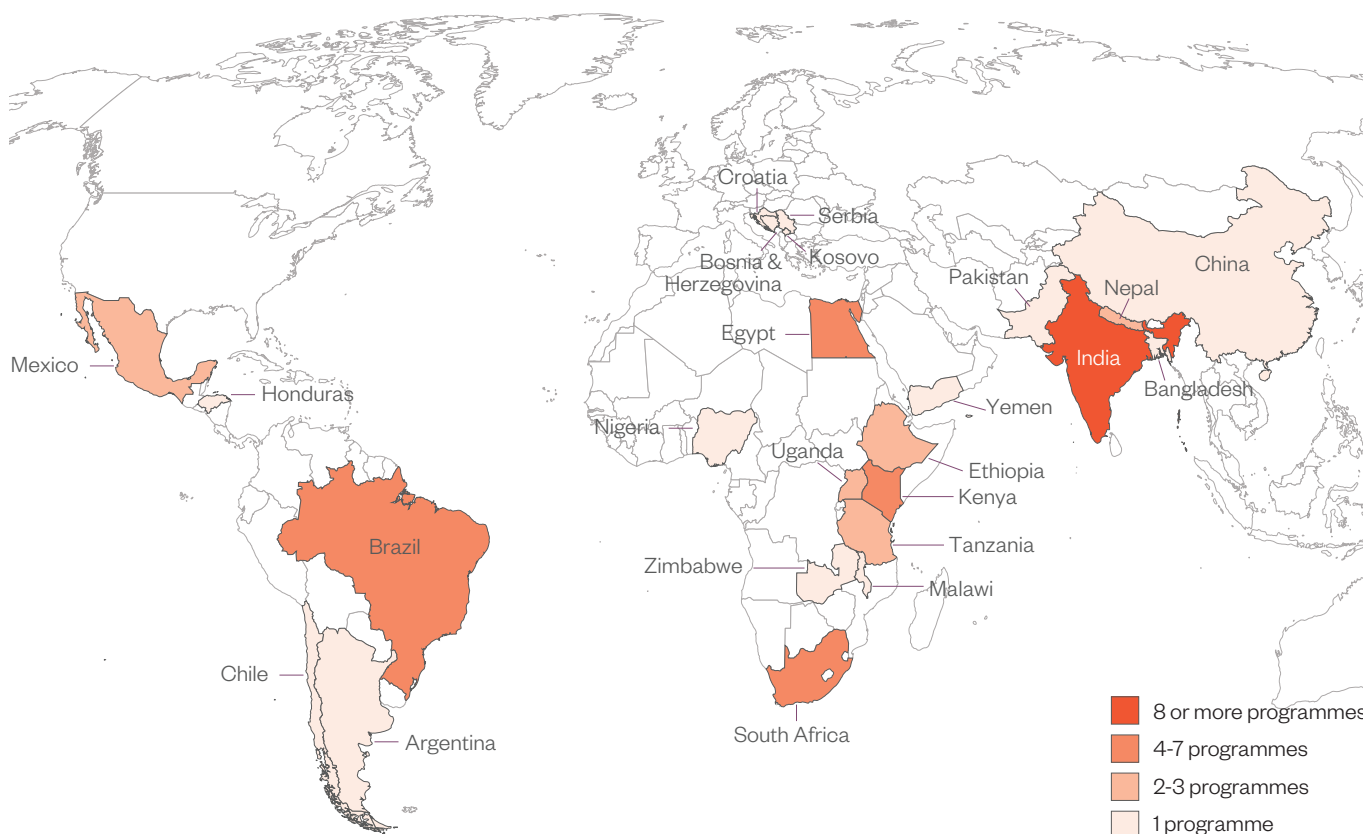 Croatia
Serbia
Bosnia &
Herzegovina
Kosovo
China
Pakistan
Nepal
Egypt
India
Mexico
Bangladesh
Honduras
Yemen
Nigeria
Uganda
Ethiopia
Kenya
Brazil
Tanzania
Zimbabwe
Malawi
Chile
South Africa
Argentina
8 or more programmes
4-7 programmes
2-3 programmes
1 programme